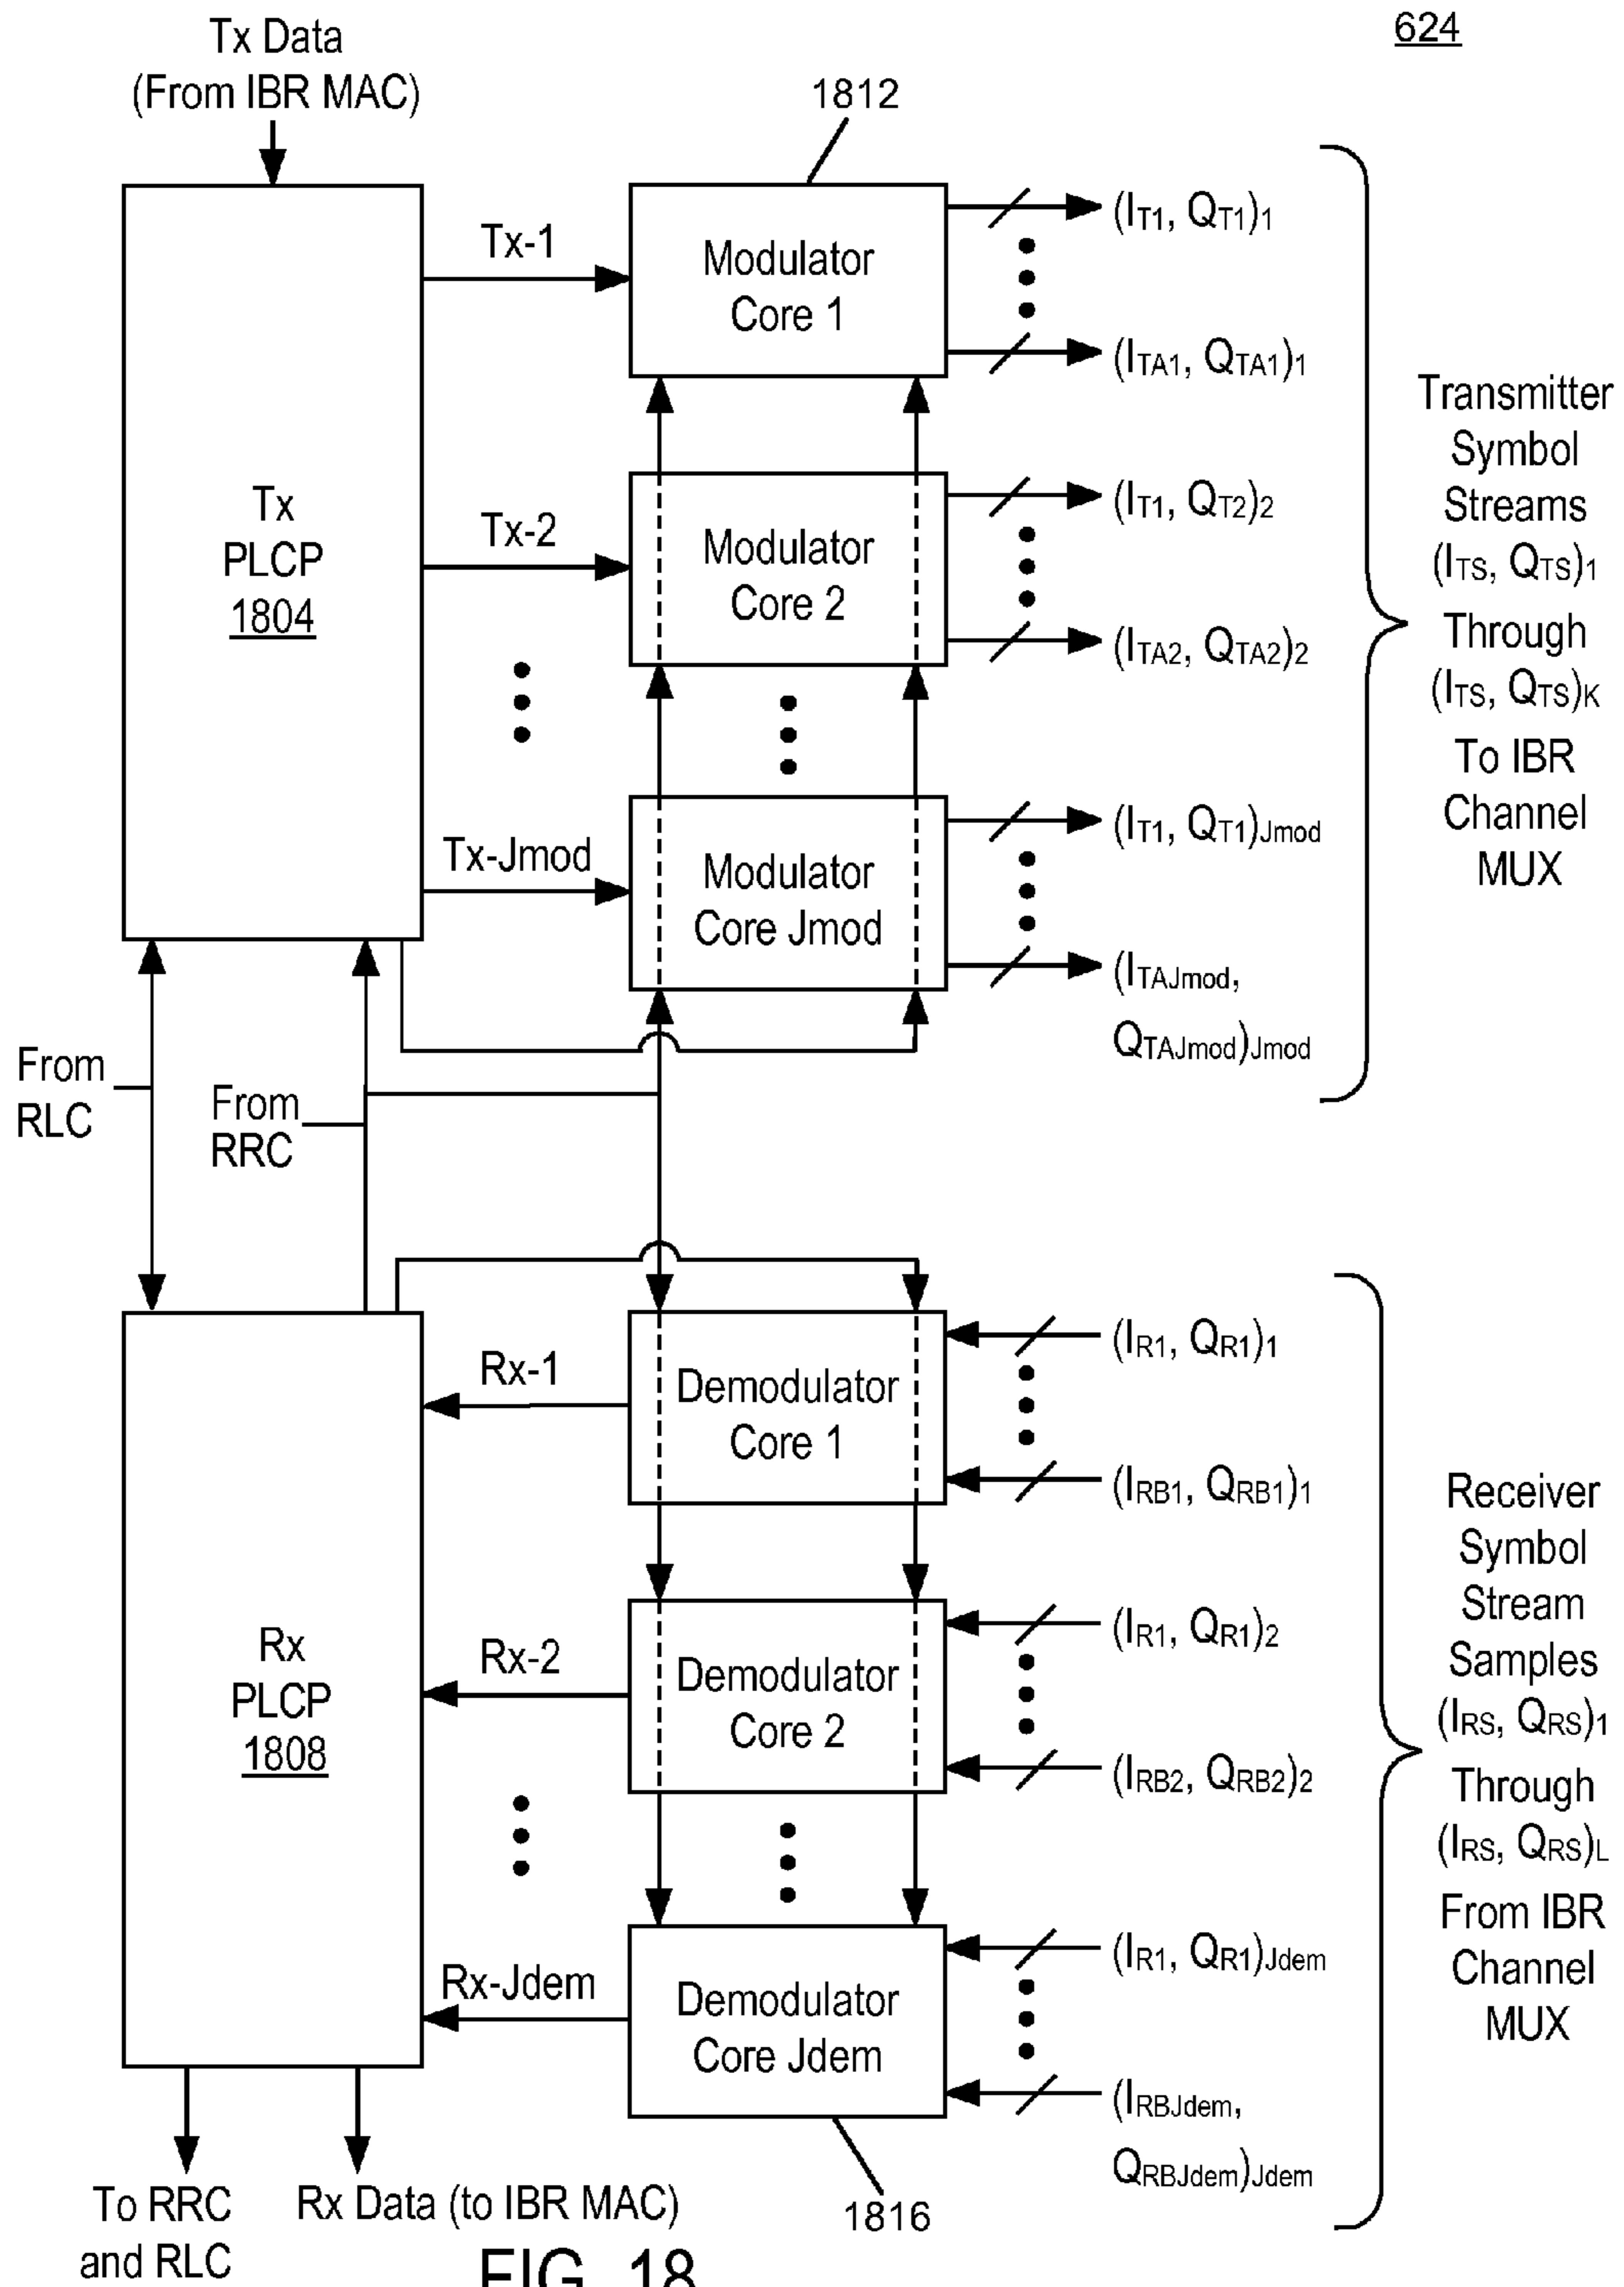 624
Tx Data
(From IBR MAC)
1812
Tx
PLCP
1804
Tx-1
Modulator
Core 1
(IT1, QT1)1
(ITA1, QTA1)1
Tx-2
Modulator
Core 2
(IT1, QT2)2
(ITA2, QTA2)2
Tx-Jmod
Modulator
Core Jmod
(IT1, QT1)Jmod
(ITAJmod,
QTAJmod)Jmod
Transmitter
Symbol
Streams
(ITS, QTS)1
Through
(ITS, QTS)K
To IBR
Channel
MUX
From
RLC
From
RRC
Rx
PLCP
1808
Rx-1
Demodulator
Core 1
(IR1, QR1)1
(IRB1, QRB1)1
Rx-2
Demodulator
Core 2
(IR1, QR1)2
(IRB2, QRB2)2
Rx-Jdem
Demodulator
Core Jdem
(IR1, QR1)Jdem
(IRBJdem,
QRBJdem)Jdem
1816
Receiver
Symbol
Stream
Samples
(IRS, QRS)1
Through
(IRS, QRS)L
From IBR
Channel
MUX
To RRC
and RLC
Rx Data (to IBR MAC)
FIG. 18